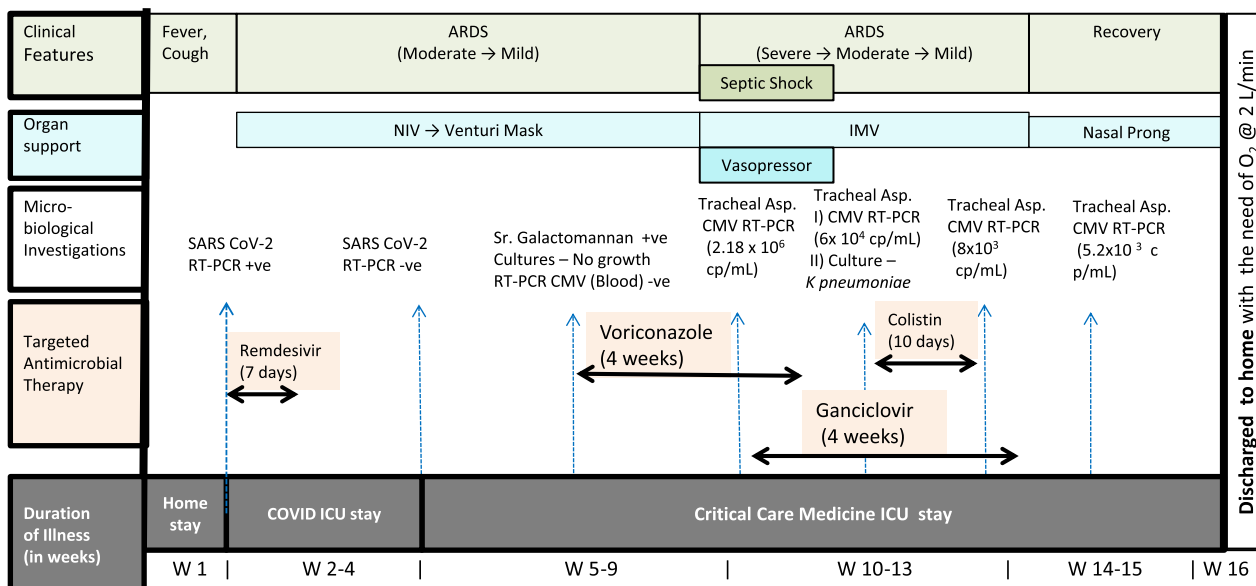 Clinical
Features
Fever,
Cough
ARDS
(Moderate → Mild)
ARDS
(Severe → Moderate → Mild)
Septic Shock
Recovery
Organ
support
NIV → Venturi Mask
IMV
Vasopressor
Nasal Prong
Micro-
biological
Investigations
SARS CoV-2
RT-PCR +ve
SARS CoV-2
RT-PCR -ve
Sr. Galactomannan +ve
Cultures – No growth
RT-PCR CMV (Blood) -ve
Tracheal Asp.
CMV RT-PCR
(2.18 x 10⁶
cp/mL)
Tracheal Asp.
I) CMV RT-PCR
(6x 10⁴ cp/mL)
II) Culture –
K pneumoniae
Tracheal Asp.
CMV RT-PCR
(8x10³
cp/mL)
Tracheal Asp.
CMV RT-PCR
(5.2x10 ³ c
p/mL)
Targeted
Antimicrobial
Therapy
Remdesivir
(7 days)
Voriconazole
(4 weeks)
Colistin
(10 days)
Ganciclovir
(4 weeks)
Duration
of Illness
(in weeks)
Home
stay
COVID ICU stay
Critical Care Medicine ICU stay
W 1 | W 2-4 | W 5-9 | W 10-13 | W 14-15 | W 16
Discharged to home with the need of O₂ @ 2 L/min